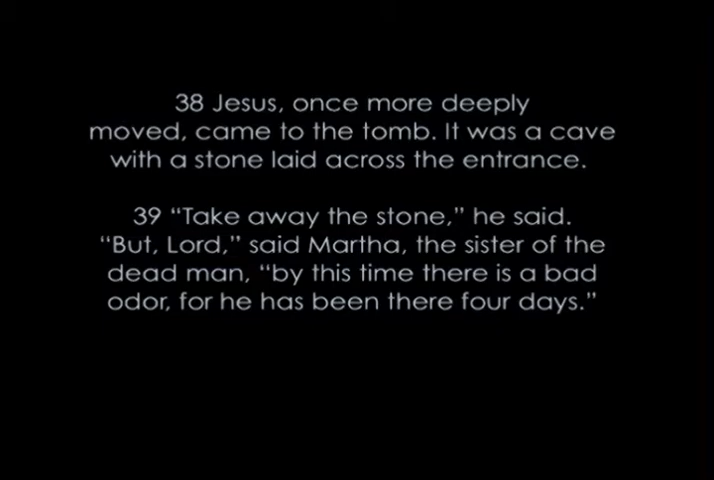 38 Jesus, once more deeply
moved, came to the tomb. It was a cave
with a stone laid across the entrance.
39 “Take away the stone,” he said.
“But, Lord,” said Martha, the sister of the
dead man, “by this time there is a bad
odor, for he has been there four days.”